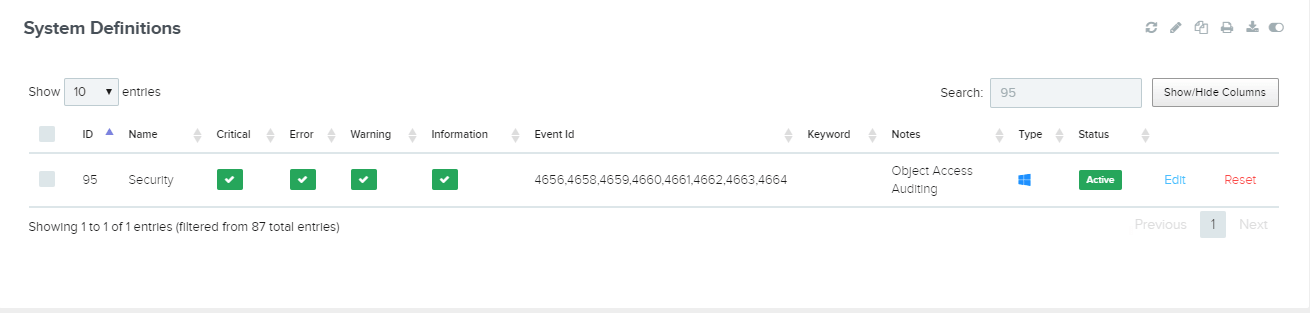 System Definitions
Show 10 entries
Search: 95 Show/Hide Columns
ID Name Critical Error Warning Information Event Id Keyword Notes Type Status
95 Security 4656,4658,4659,4660,4661,4662,4663,4664 Object Access Auditing Active Edit Reset
Showing 1 to 1 of 1 entries (filtered from 87 total entries)
Previous 1 Next